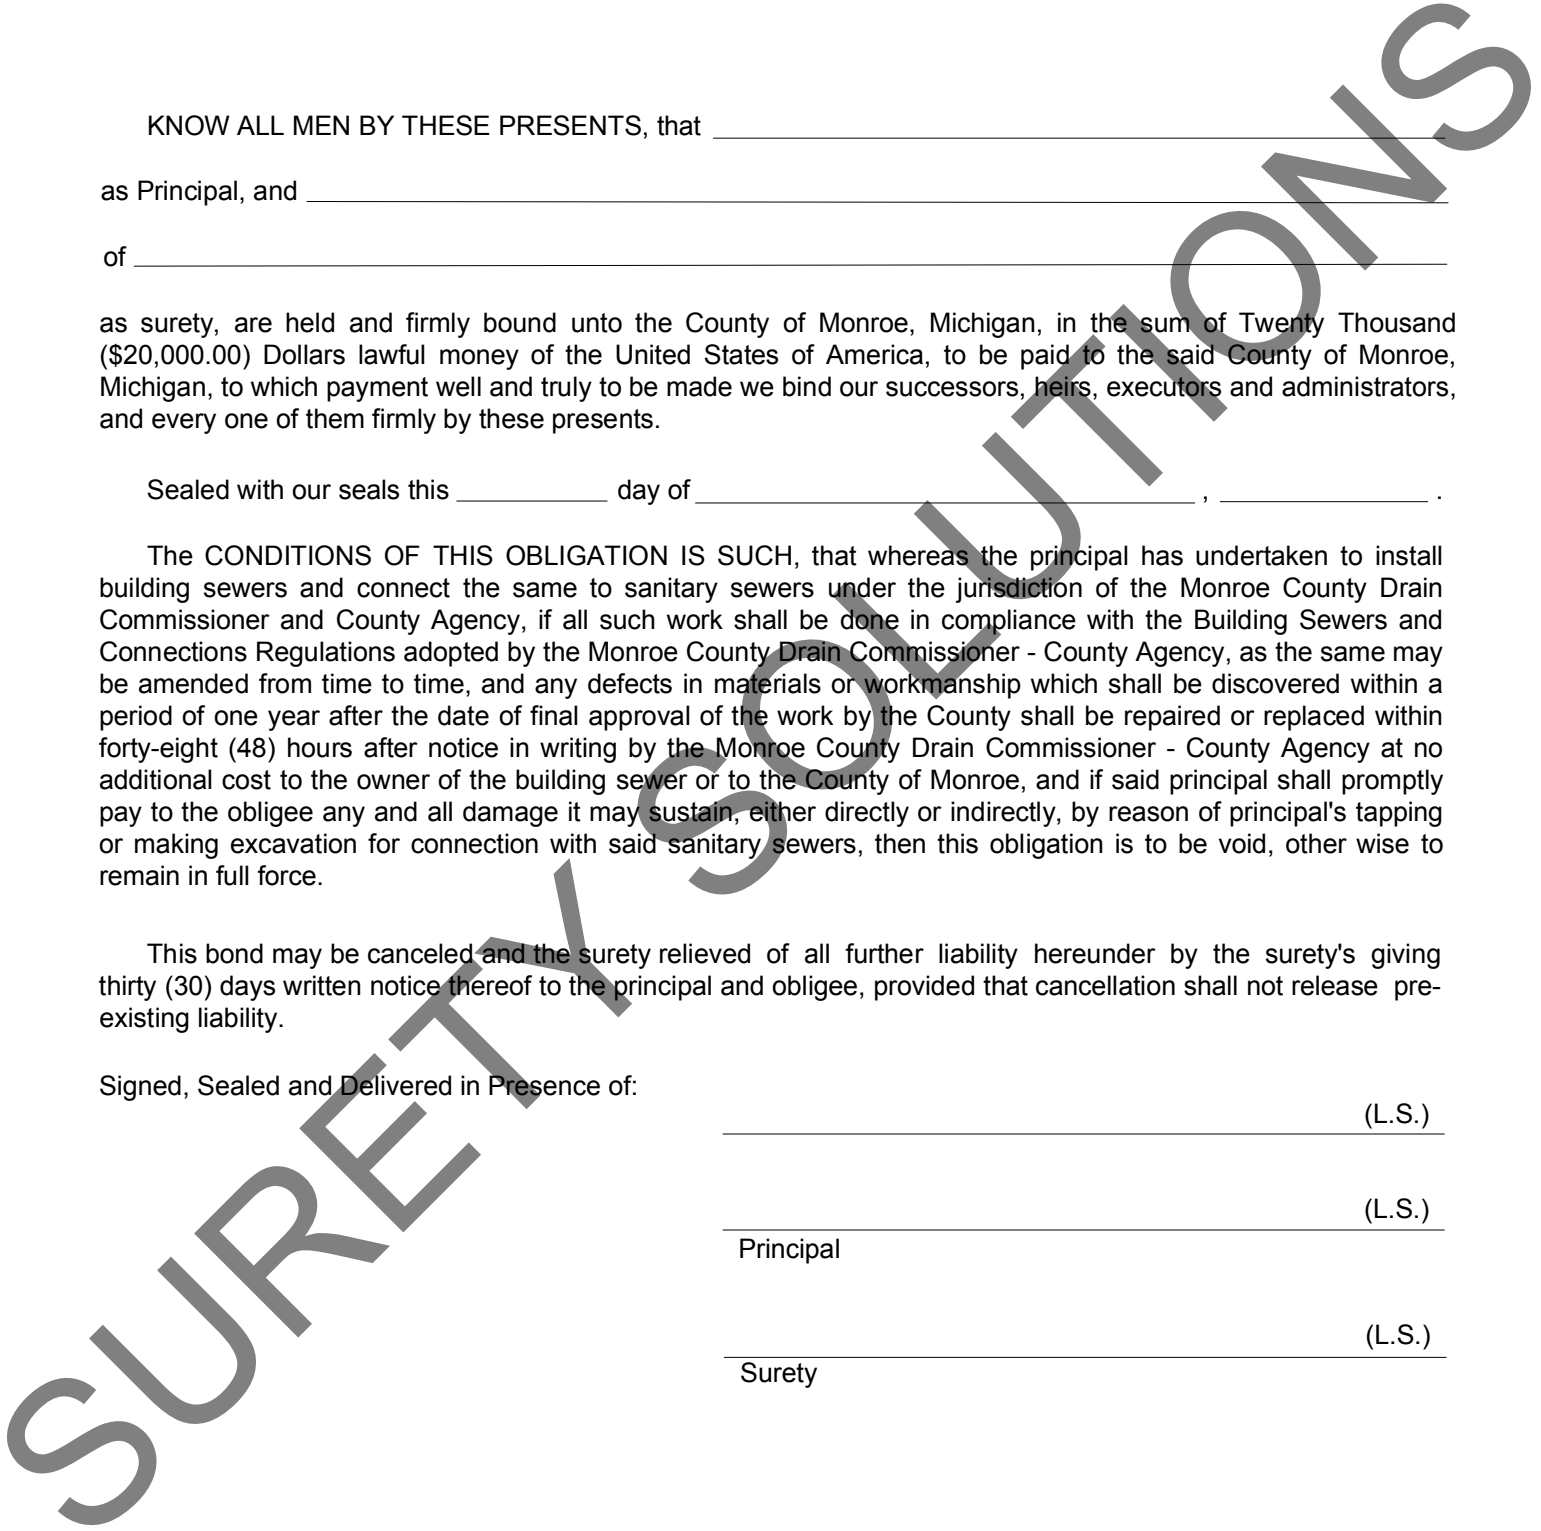 KNOW ALL MEN BY THESE PRESENTS, that
as Principal, and
of
as surety, are held and firmly bound unto the County of Monroe, Michigan, in the sum of Twenty Thousand
($20,000.00) Dollars lawful money of the United States of America, to be paid to the said County of Monroe,
Michigan, to which payment well and truly to be made we bind our successors, heirs, executors and administrators,
and every one of them firmly by these presents.
Sealed with our seals this __________ day of ______________________________ , ______________ .
The CONDITIONS OF THIS OBLIGATION IS SUCH, that whereas the principal has undertaken to install
building sewers and connect the same to sanitary sewers under the jurisdiction of the Monroe County Drain
Commissioner and County Agency, if all such work shall be done in compliance with the Building Sewers and
Connections Regulations adopted by the Monroe County Drain Commissioner - County Agency, as the same may
be amended from time to time, and any defects in materials or workmanship which shall be discovered within a
period of one year after the date of final approval of the work by the County shall be repaired or replaced within
forty-eight (48) hours after notice in writing by the Monroe County Drain Commissioner - County Agency at no
additional cost to the owner of the building sewer or to the County of Monroe, and if said principal shall promptly
pay to the obligee any and all damage it may sustain, either directly or indirectly, by reason of principal's tapping
or making excavation for connection with said sanitary sewers, then this obligation is to be void, other wise to
remain in full force.
This bond may be canceled and the surety relieved of all further liability hereunder by the surety's giving
thirty (30) days written notice thereof to the principal and obligee, provided that cancellation shall not release pre-
existing liability.
Signed, Sealed and Delivered in Presence of:
(L.S.)
(L.S.)
Principal
(L.S.)
Surety
SURETY SOLUTIONS